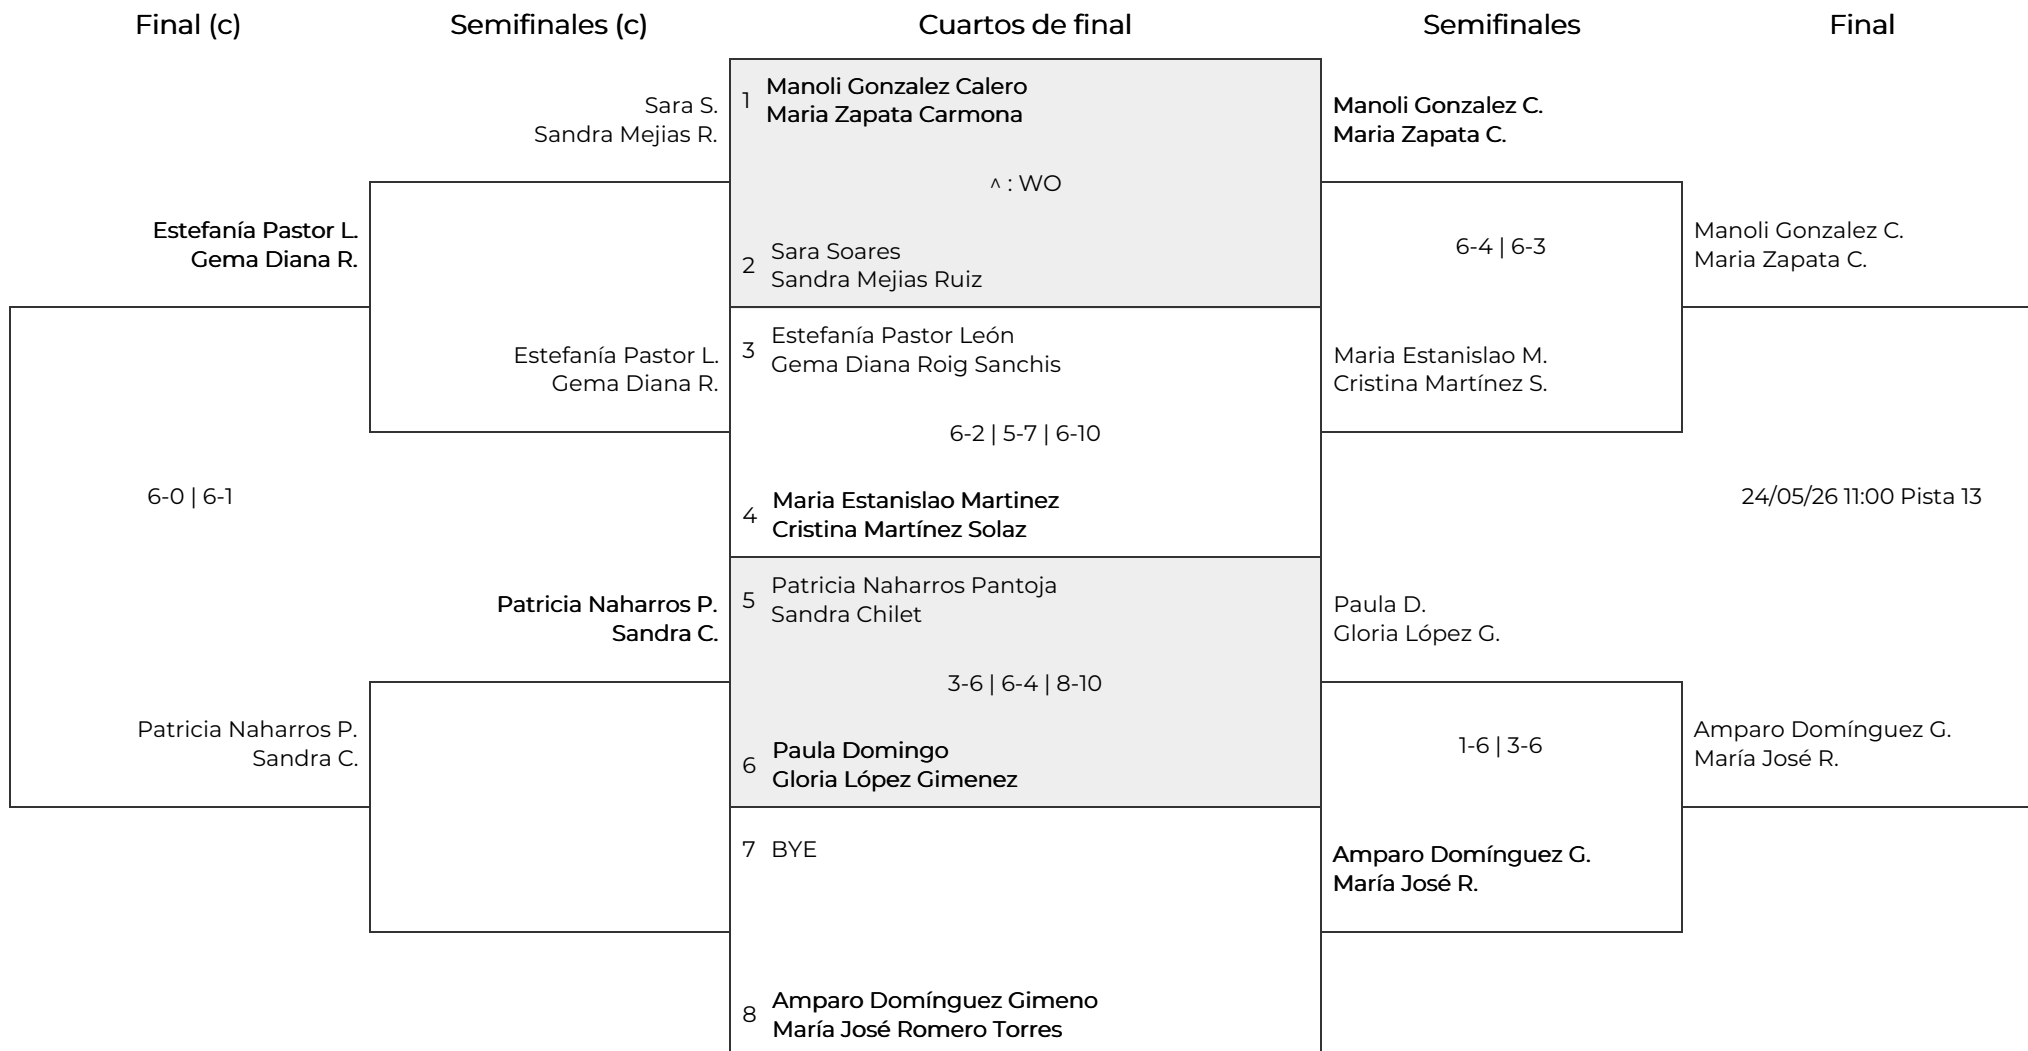 Final (c)
Semifinales (c)
Cuartos de final
Semifinales
Final
Sara S.
Sandra Mejias R.
Estefanía Pastor L.
Gema Diana R.
Estefanía Pastor L.
Gema Diana R.
6-0 | 6-1
Patricia Naharros P.
Sandra C.
Patricia Naharros P.
Sandra C.
1
Manoli Gonzalez Calero
Maria Zapata Carmona
^ : WO
2
Sara Soares
Sandra Mejias Ruiz
3
Estefanía Pastor León
Gema Diana Roig Sanchis
6-2 | 5-7 | 6-10
4
Maria Estanislao Martinez
Cristina Martínez Solaz
5
Patricia Naharros Pantoja
Sandra Chilet
3-6 | 6-4 | 8-10
6
Paula Domingo
Gloria López Gimenez
7 BYE
8
Amparo Domínguez Gimeno
María José Romero Torres
Manoli Gonzalez C.
Maria Zapata C.
6-4 | 6-3
Maria Estanislao M.
Cristina Martínez S.
Paula D.
Gloria López G.
1-6 | 3-6
Amparo Domínguez G.
María José R.
Manoli Gonzalez C.
Maria Zapata C.
24/05/26 11:00 Pista 13
Amparo Domínguez G.
María José R.